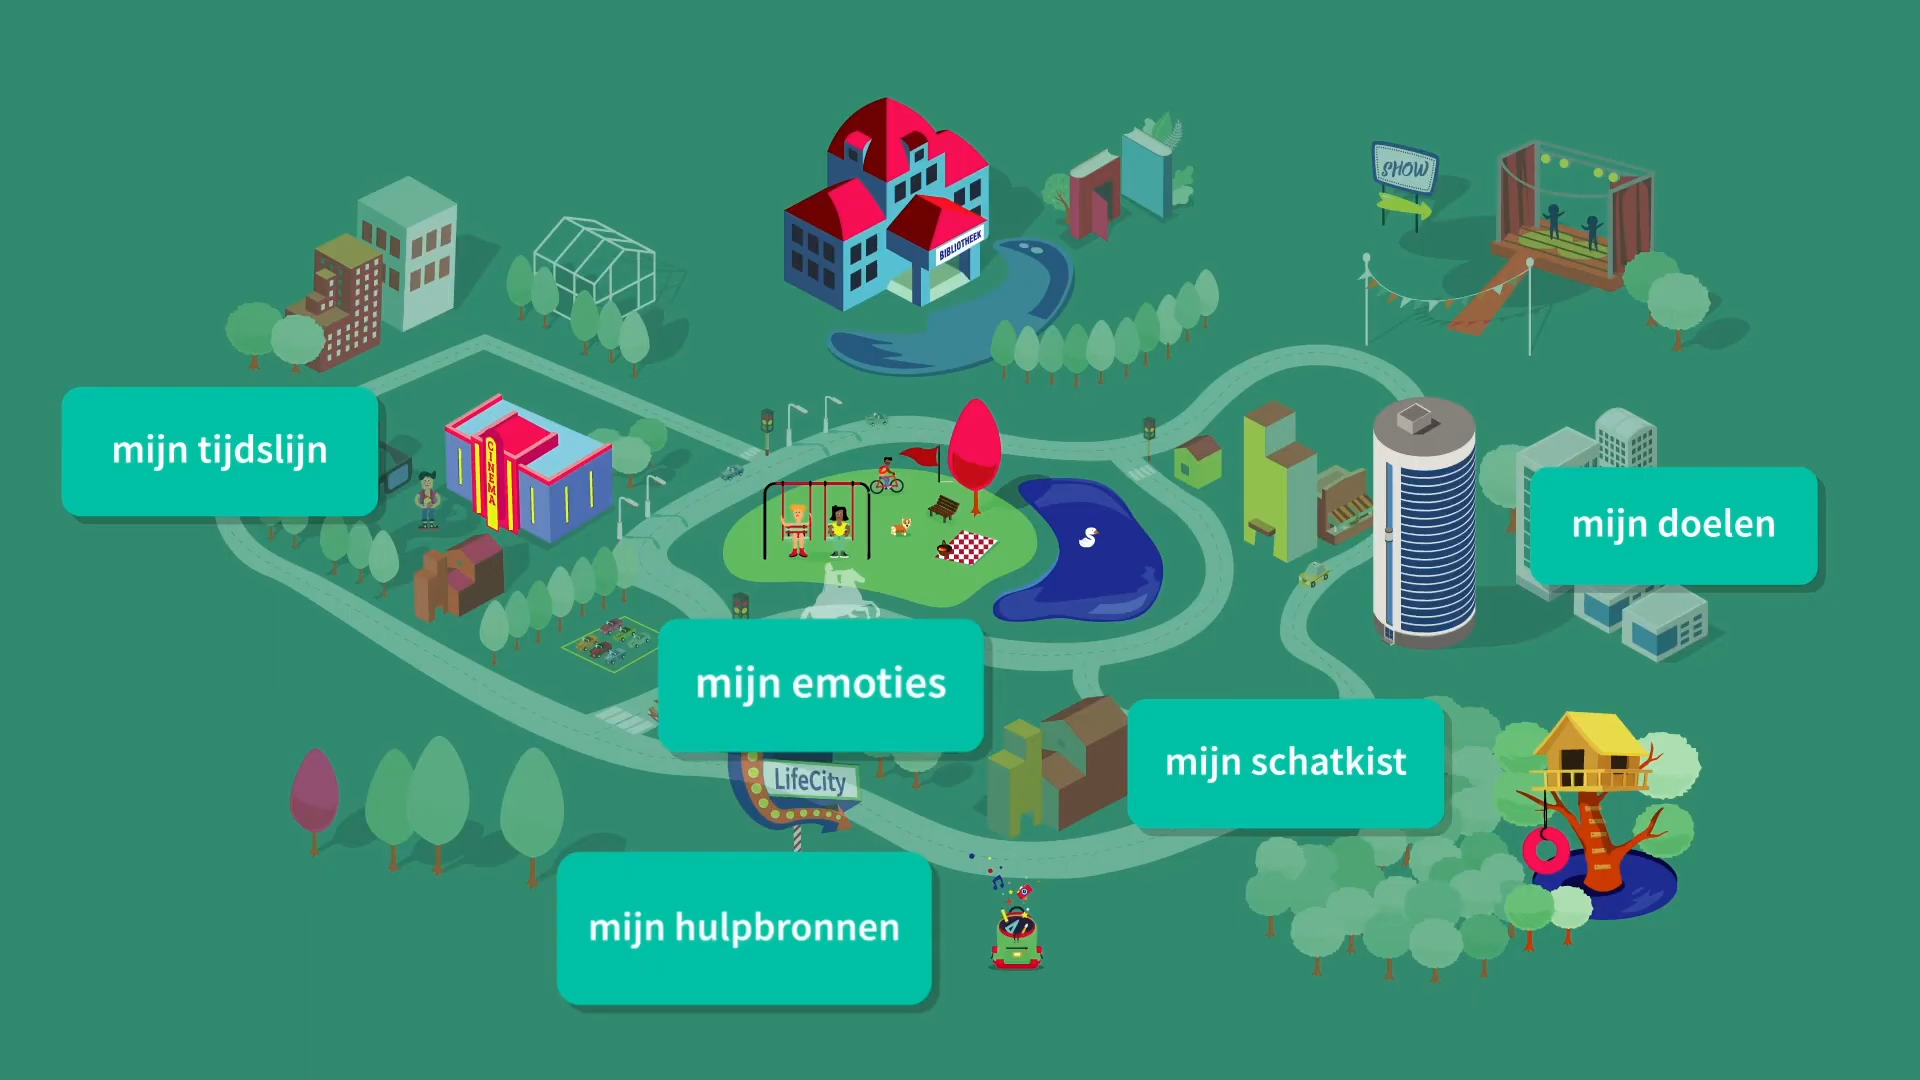 SHOW
BIBLIOTHEEK
mijn tijdslijn
CINEMA
mijn doelen
mijn emoties
mijn schatkist
LifeCity
mijn hulpbronnen